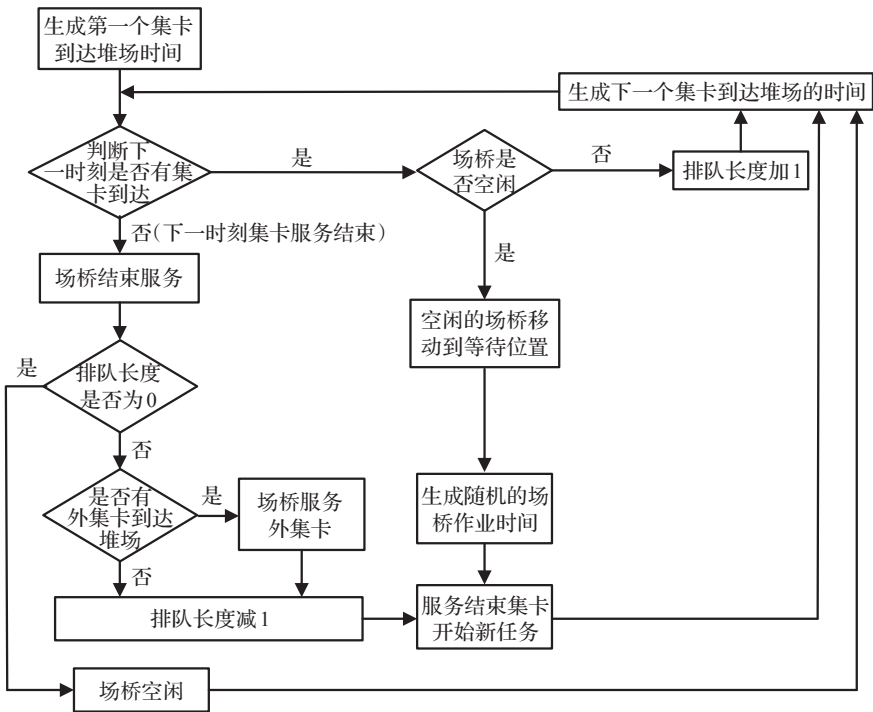 生成第一个集卡
到达堆场时间
生成下一个集卡到达堆场的时间
判断下
一时刻是否有集
卡到达
是
场桥是
否空闲
否
排队长度加1
否(下一时刻集卡服务结束)
是
场桥结束服务
空闲的场桥移
动到等待位置
是
排队长度
是否为0
否
是否有
外集卡到达
堆场
是
场桥服务
外集卡
生成随机的场
桥作业时间
否
排队长度减1
服务结束集卡
开始新任务
场桥空闲